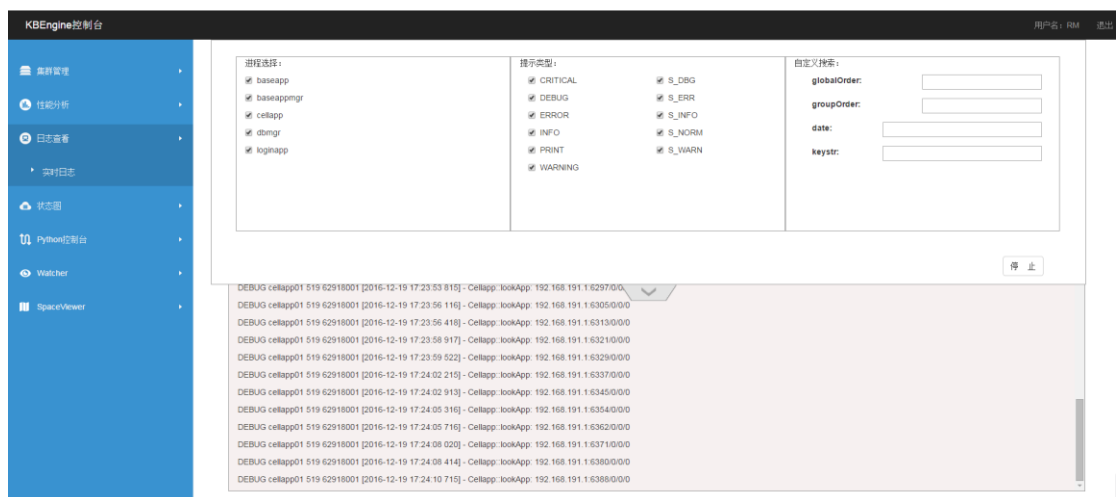 KBEngine控制台
用户名：RM 退出
集群管理
性能分析
日志查看
实时日志
状态图
Python控制台
Watcher
SpaceViewer
进程选择：
baseapp
baseappmgr
cellapp
dbmgr
loginapp
提示类型：
CRITICAL S_DBG
DEBUG S_ERR
ERROR S_INFO
INFO S_NORM
PRINT S_WARN
WARNING
自定义搜索：
globalOrder:
groupOrder:
date:
keystr:
停 止
DEBUG cellapp01 519 62918001 [2016-12-19 17:23:53 815] - Cellapp::lookApp: 192.168.191.1:6297/0/0/
DEBUG cellapp01 519 62918001 [2016-12-19 17:23:56 116] - Cellapp::lookApp: 192.168.191.1:6305/0/0/0
DEBUG cellapp01 519 62918001 [2016-12-19 17:23:56 418] - Cellapp::lookApp: 192.168.191.1:6313/0/0/0
DEBUG cellapp01 519 62918001 [2016-12-19 17:23:58 917] - Cellapp::lookApp: 192.168.191.1:6321/0/0/0
DEBUG cellapp01 519 62918001 [2016-12-19 17:23:59 522] - Cellapp::lookApp: 192.168.191.1:6329/0/0/0
DEBUG cellapp01 519 62918001 [2016-12-19 17:24:02 215] - Cellapp::lookApp: 192.168.191.1:6337/0/0/0
DEBUG cellapp01 519 62918001 [2016-12-19 17:24:02 913] - Cellapp::lookApp: 192.168.191.1:6345/0/0/0
DEBUG cellapp01 519 62918001 [2016-12-19 17:24:05 316] - Cellapp::lookApp: 192.168.191.1:6354/0/0/0
DEBUG cellapp01 519 62918001 [2016-12-19 17:24:05 716] - Cellapp::lookApp: 192.168.191.1:6362/0/0/0
DEBUG cellapp01 519 62918001 [2016-12-19 17:24:08 020] - Cellapp::lookApp: 192.168.191.1:6371/0/0/0
DEBUG cellapp01 519 62918001 [2016-12-19 17:24:08 414] - Cellapp::lookApp: 192.168.191.1:6380/0/0/0
DEBUG cellapp01 519 62918001 [2016-12-19 17:24:10 715] - Cellapp::lookApp: 192.168.191.1:6388/0/0/0